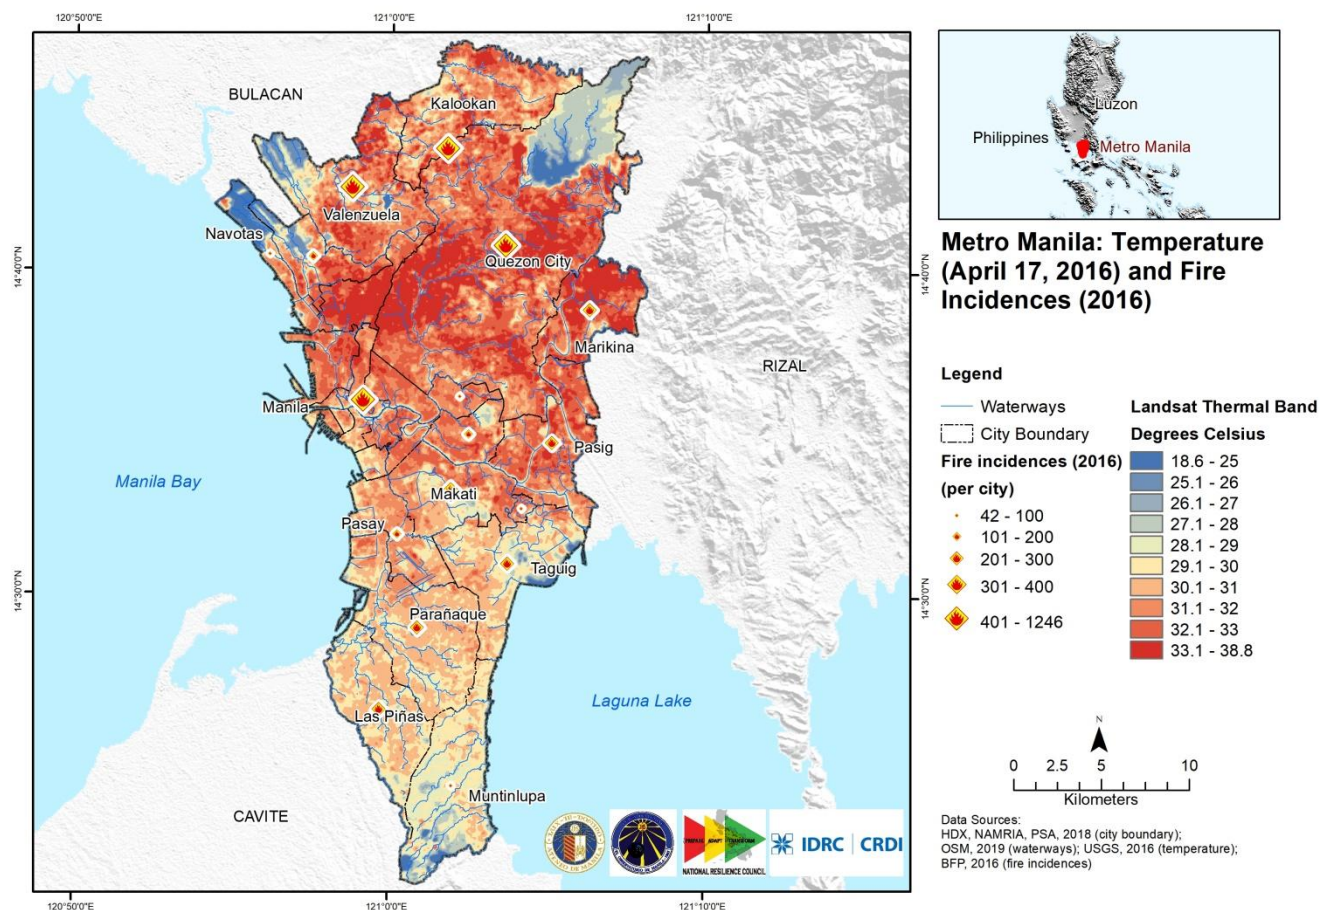 120°50'0"E
121°0'0"E
121°10'0"E
14°40'0"N
14°30'0"N
BULACAN
Kalookan
Valenzuela
Navotas
Quezon City
Marikina
RIZAL
Manila
Pasig
Manila Bay
Makati
Pasay
Taguig
Parañaque
Laguna Lake
Las Piñas
Muntinlupa
CAVITE
NATIONAL RESILIENCE COUNCIL
IDRC | CRDI
14°40'0"N
14°30'0"N
120°50'0"E
121°0'0"E
121°10'0"E
Luzon
Philippines
Metro Manila
Metro Manila: Temperature
(April 17, 2016) and Fire
Incidences (2016)
Legend
Waterways
City Boundary
Fire incidences (2016)
(per city)
42 - 100
101 - 200
201 - 300
301 - 400
401 - 1246
Landsat Thermal Band
Degrees Celsius
18.6 - 25
25.1 - 26
26.1 - 27
27.1 - 28
28.1 - 29
29.1 - 30
30.1 - 31
31.1 - 32
32.1 - 33
33.1 - 38.8
N
0 2.5 5 10
Kilometers
Data Sources:
HDX, NAMRIA, PSA, 2018 (city boundary);
OSM, 2019 (waterways); USGS, 2016 (temperature);
BFP, 2016 (fire incidences)